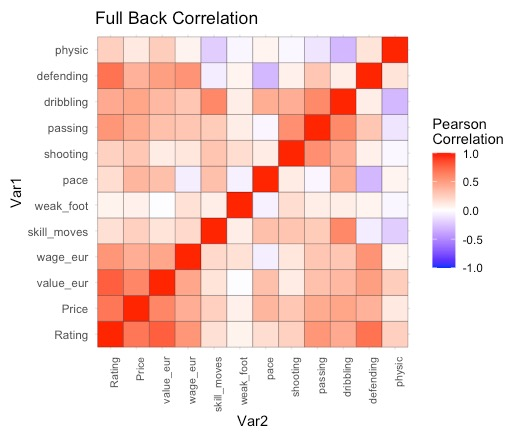 Full Back Correlation
physic
defending
dribbling
passing
shooting
pace
weak_foot
skill_moves
wage_eur
value_eur
Price
Rating
Var1
Rating
Price
value_eur
wage_eur
skill_moves
weak_foot
pace
shooting
passing
dribbling
defending
physic
Var2
Pearson
Correlation
1.0
0.5
0.0
-0.5
-1.0